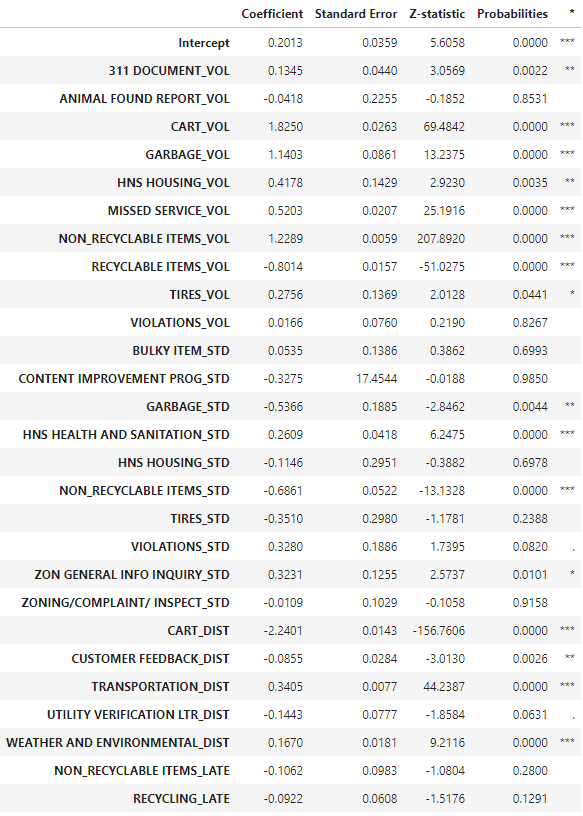 Coefficient Standard Error Z-statistic Probabilities *
Intercept 0.2013 0.0359 5.6058 0.0000 ***
311 DOCUMENT_VOL 0.1345 0.0440 3.0569 0.0022 **
ANIMAL FOUND REPORT_VOL -0.0418 0.2255 -0.1852 0.8531
CART_VOL 1.8250 0.0263 69.4842 0.0000 ***
GARBAGE_VOL 1.1403 0.0861 13.2375 0.0000 ***
HNS HOUSING_VOL 0.4178 0.1429 2.9230 0.0035 **
MISSED SERVICE_VOL 0.5203 0.0207 25.1916 0.0000 ***
NON_RECYCLABLE ITEMS_VOL 1.2289 0.0059 207.8920 0.0000 ***
RECYCLABLE ITEMS_VOL -0.8014 0.0157 -51.0275 0.0000 ***
TIRES_VOL 0.2756 0.1369 2.0128 0.0441 *
VIOLATIONS_VOL 0.0166 0.0760 0.2190 0.8267
BULKY ITEM_STD 0.0535 0.1386 0.3862 0.6993
CONTENT IMPROVEMENT PROG_STD -0.3275 17.4544 -0.0188 0.9850
GARBAGE_STD -0.5366 0.1885 -2.8462 0.0044 **
HNS HEALTH AND SANITATION_STD 0.2609 0.0418 6.2475 0.0000 ***
HNS HOUSING_STD -0.1146 0.2951 -0.3882 0.6978
NON_RECYCLABLE ITEMS_STD -0.6861 0.0522 -13.1328 0.0000 ***
TIRES_STD -0.3510 0.2980 -1.1781 0.2388
VIOLATIONS_STD 0.3280 0.1886 1.7395 0.0820 .
ZON GENERAL INFO INQUIRY_STD 0.3231 0.1255 2.5737 0.0101 *
ZONING/COMPLAINT/ INSPECT_STD -0.0109 0.1029 -0.1058 0.9158
CART_DIST -2.2401 0.0143 -156.7606 0.0000 ***
CUSTOMER FEEDBACK_DIST -0.0855 0.0284 -3.0130 0.0026 **
TRANSPORTATION_DIST 0.3405 0.0077 44.2387 0.0000 ***
UTILITY VERIFICATION LTR_DIST -0.1443 0.0777 -1.8584 0.0631 .
WEATHER AND ENVIRONMENTAL_DIST 0.1670 0.0181 9.2116 0.0000 ***
NON_RECYCLABLE ITEMS_LATE -0.1062 0.0983 -1.0804 0.2800
RECYCLING_LATE -0.0922 0.0608 -1.5176 0.1291